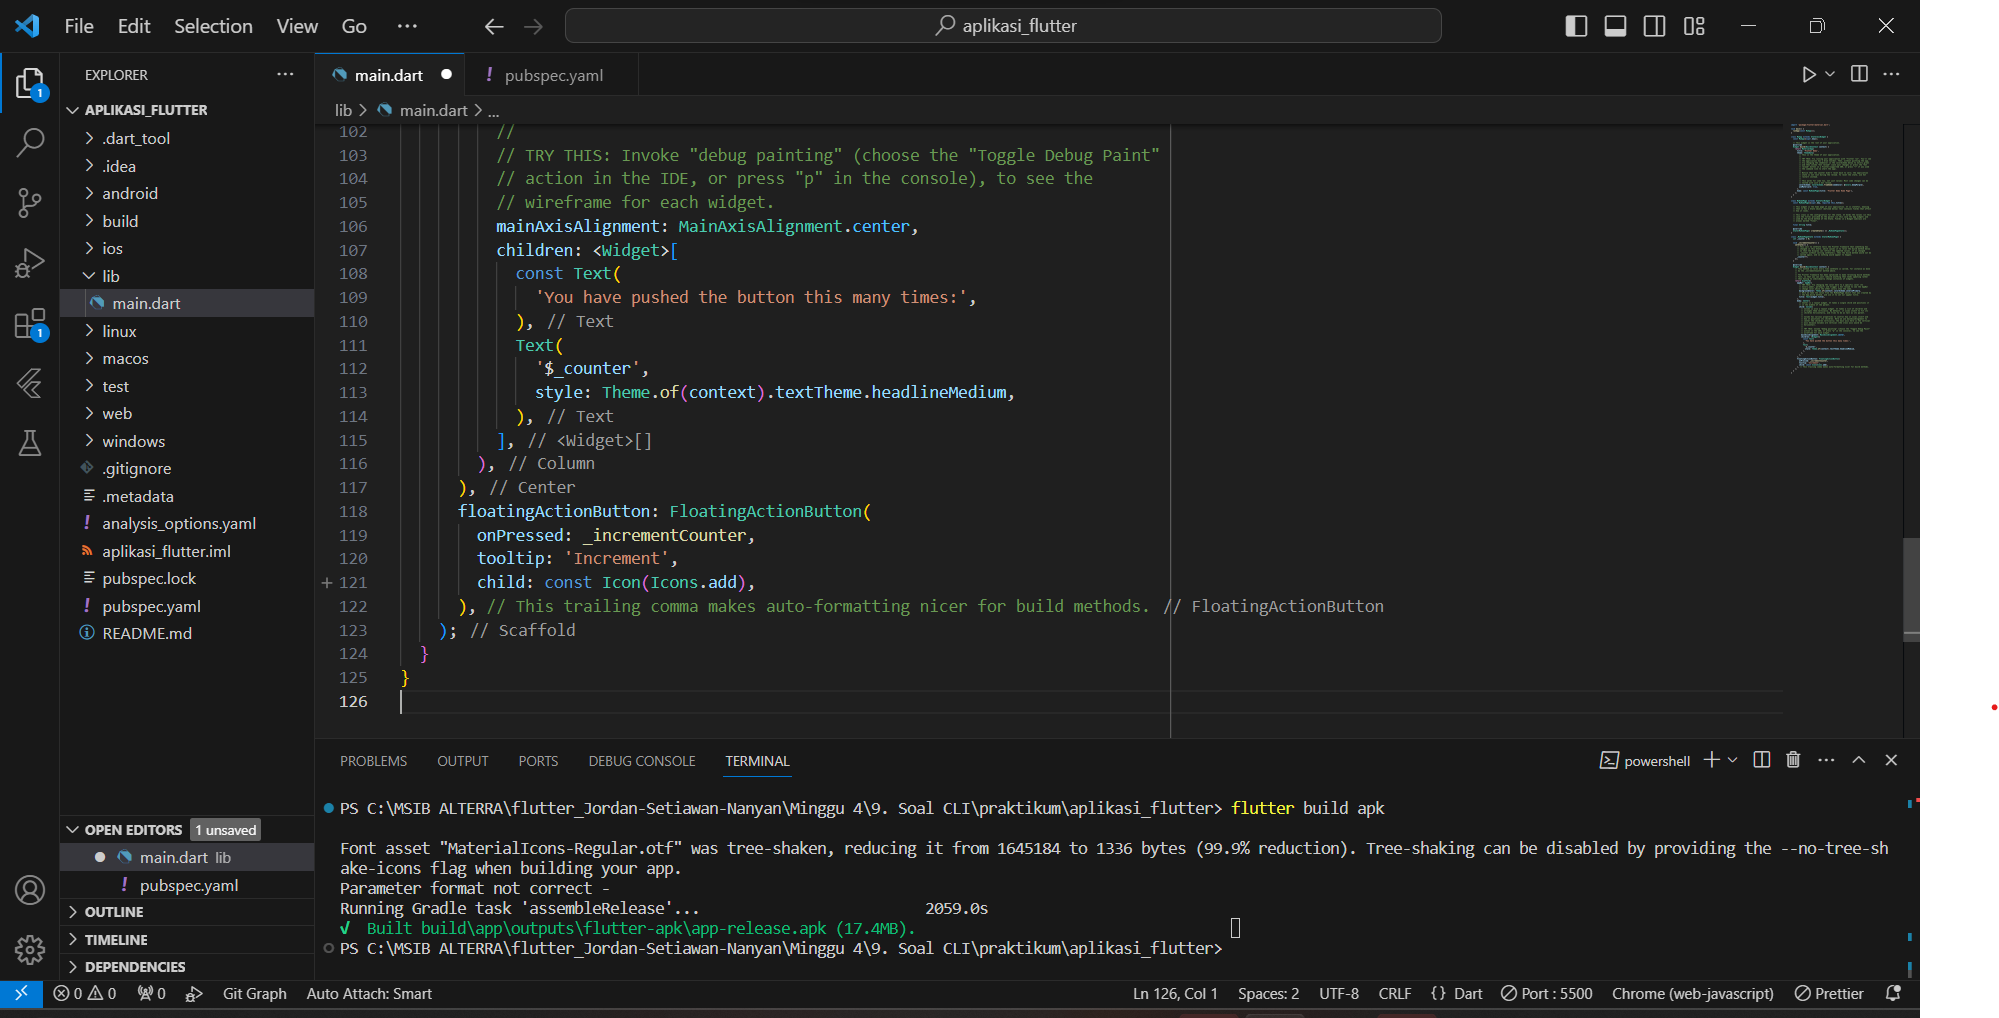 File Edit Selection View Go ··· aplikasi_flutter
EXPLORER ···
APLIKASI_FLUTTER
.dart_tool
.idea
android
build
ios
lib
main.dart
linux
macos
test
web
windows
.gitignore
.metadata
analysis_options.yaml
aplikasi_flutter.iml
pubspec.lock
pubspec.yaml
README.md
OPEN EDITORS 1 unsaved
main.dart lib
pubspec.yaml
OUTLINE
TIMELINE
DEPENDENCIES
1
1
main.dart ! pubspec.yaml
lib > main.dart > ...
102 //
103 // TRY THIS: Invoke "debug painting" (choose the "Toggle Debug Paint"
104 // action in the IDE, or press "p" in the console), to see the
105 // wireframe for each widget.
106 mainAxisAlignment: MainAxisAlignment.center,
107 children: <Widget>[
108 const Text(
109 'You have pushed the button this many times:',
110 ), // Text
111 Text(
112 '$_counter',
113 style: Theme.of(context).textTheme.headlineMedium,
114 ), // Text
115 ], // <Widget>[]
116 ), // Column
117 ), // Center
118 floatingActionButton: FloatingActionButton(
119 onPressed: _incrementCounter,
120 tooltip: 'Increment',
121 child: const Icon(Icons.add),
122 ), // This trailing comma makes auto-formatting nicer for build methods. // FloatingActionButton
123 ); // Scaffold
124 }
125 }
126
PROBLEMS OUTPUT PORTS DEBUG CONSOLE TERMINAL powershell
PS C:\MSIB ALTERRA\flutter_Jordan-Setiawan-Nanyan\Minggu 4\9. Soal CLI\praktikum\aplikasi_flutter> flutter build apk
Font asset "MaterialIcons-Regular.otf" was tree-shaken, reducing it from 1645184 to 1336 bytes (99.9% reduction). Tree-shaking can be disabled by providing the --no-tree-sh
ake-icons flag when building your app.
Parameter format not correct -
Running Gradle task 'assembleRelease'... 2059.0s
√ Built build\app\outputs\flutter-apk\app-release.apk (17.4MB).
PS C:\MSIB ALTERRA\flutter_Jordan-Setiawan-Nanyan\Minggu 4\9. Soal CLI\praktikum\aplikasi_flutter>
0 0 0 Git Graph Auto Attach: Smart Ln 126, Col 1 Spaces: 2 UTF-8 CRLF {} Dart Port : 5500 Chrome (web-javascript) Prettier